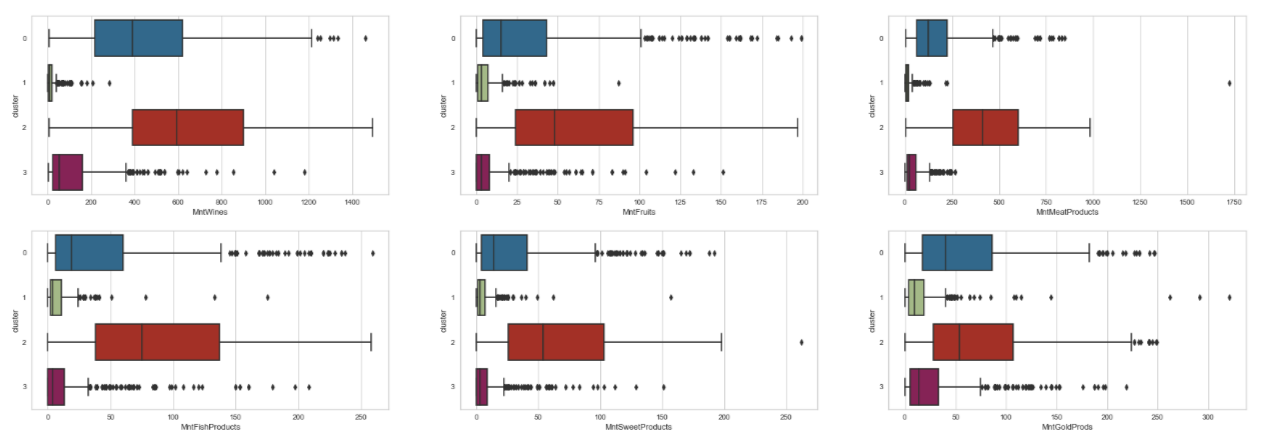 0
1
2
3
cluster
0 200 400 600 800 1000 1200 1400
MntWines
0
1
2
3
cluster
0 25 50 75 100 125 150 175 200
MntFruits
0
1
2
3
cluster
0 250 500 750 1000 1250 1500 1750
MntMeatProducts
0
1
2
3
cluster
0 50 100 150 200 250
MntFishProducts
0
1
2
3
cluster
0 50 100 150 200 250
MntSweetProducts
0
1
2
3
cluster
0 50 100 150 200 250 300
MntGoldProds